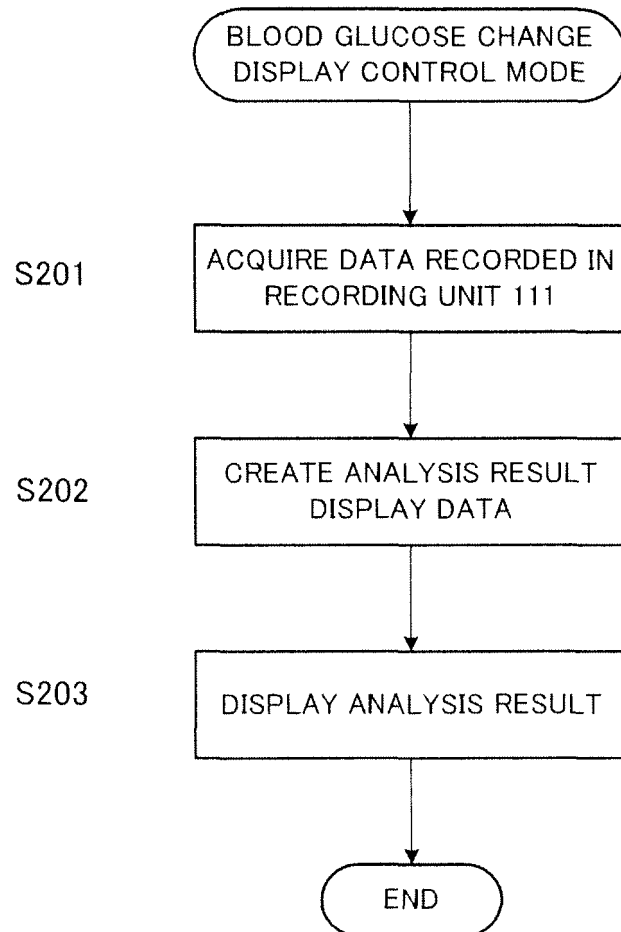 BLOOD GLUCOSE CHANGE
DISPLAY CONTROL MODE
S201
ACQUIRE DATA RECORDED IN
RECORDING UNIT 111
S202
CREATE ANALYSIS RESULT
DISPLAY DATA
S203
DISPLAY ANALYSIS RESULT
END